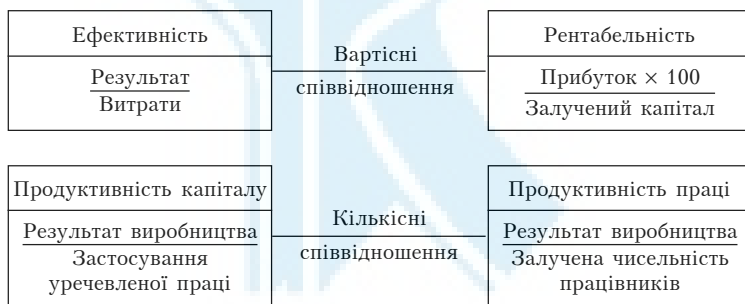 Ефективність
Результат
Витрати
Вартісні
співвідношення
Рентабельність
Прибуток × 100
Залучений капітал
Продуктивність капіталу
Результат виробництва
Застосування
уречевленої праці
Кількісні
співвідношення
Продуктивність праці
Результат виробництва
Залучена чисельність
працівників